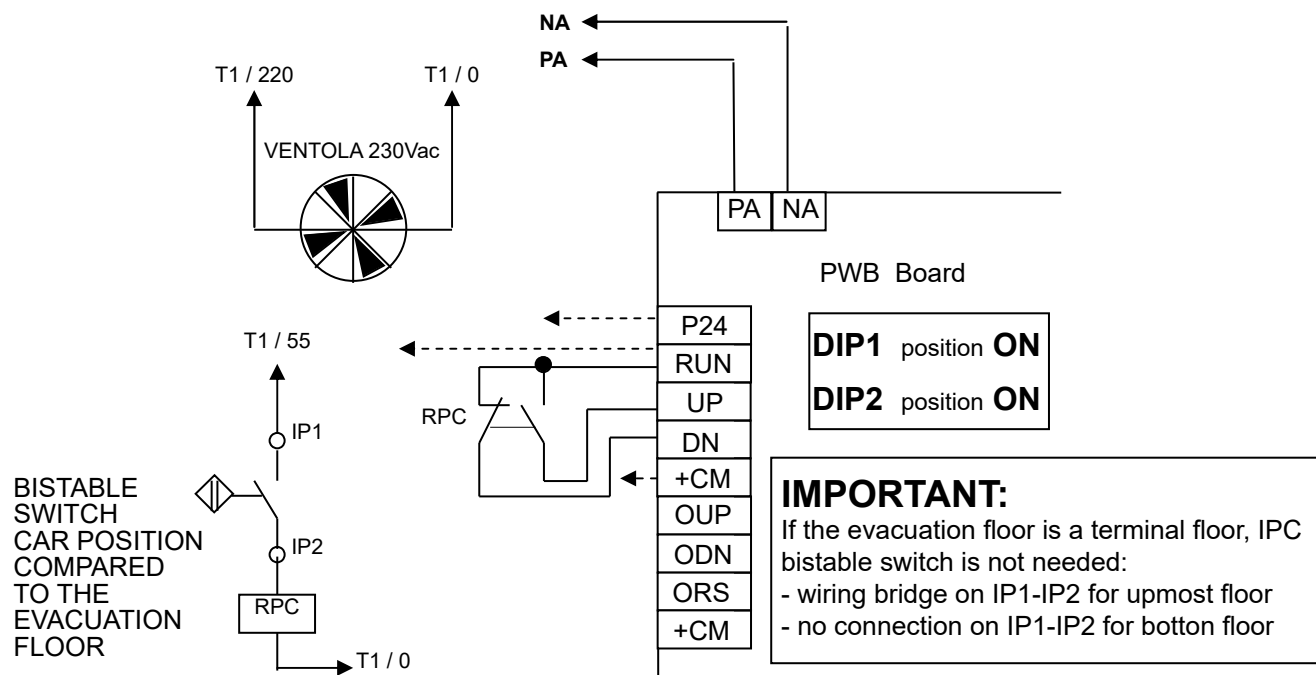 NA
PA
T1 / 220
T1 / 0
VENTOLA 230Vac
PA NA
PWB Board
P24
RUN
UP
DN
+CM
OUP
ODN
ORS
+CM
DIP1 position ON
DIP2 position ON
RPC
T1 / 55
IP1
IP2
RPC
T1 / 0
BISTABLE
SWITCH
CAR POSITION
COMPARED
TO THE
EVACUATION
FLOOR
IMPORTANT:
If the evacuation floor is a terminal floor, IPC
bistable switch is not needed:
- wiring bridge on IP1-IP2 for upmost floor
- no connection on IP1-IP2 for botton floor